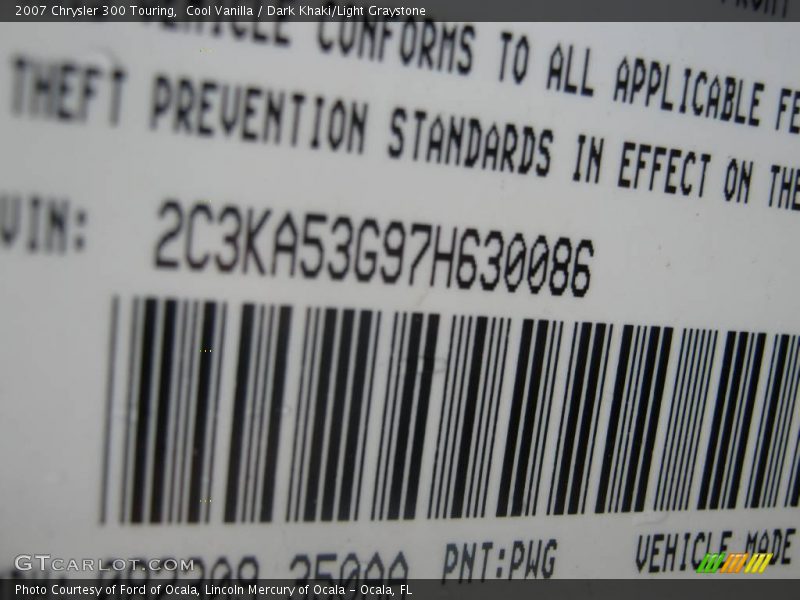 2007 Chrysler 300 Touring,  Cool Vanilla / Dark Khaki/Light Graystone
VEHICLE CONFORMS TO ALL APPLICABLE FE
THEFT PREVENTION STANDARDS IN EFFECT ON THE
VIN: 2C3KA53G97H630086
PNT:PWG VEHICLE MADE
GTCARLOT.COM
Photo Courtesy of Ford of Ocala, Lincoln Mercury of Ocala - Ocala, FL